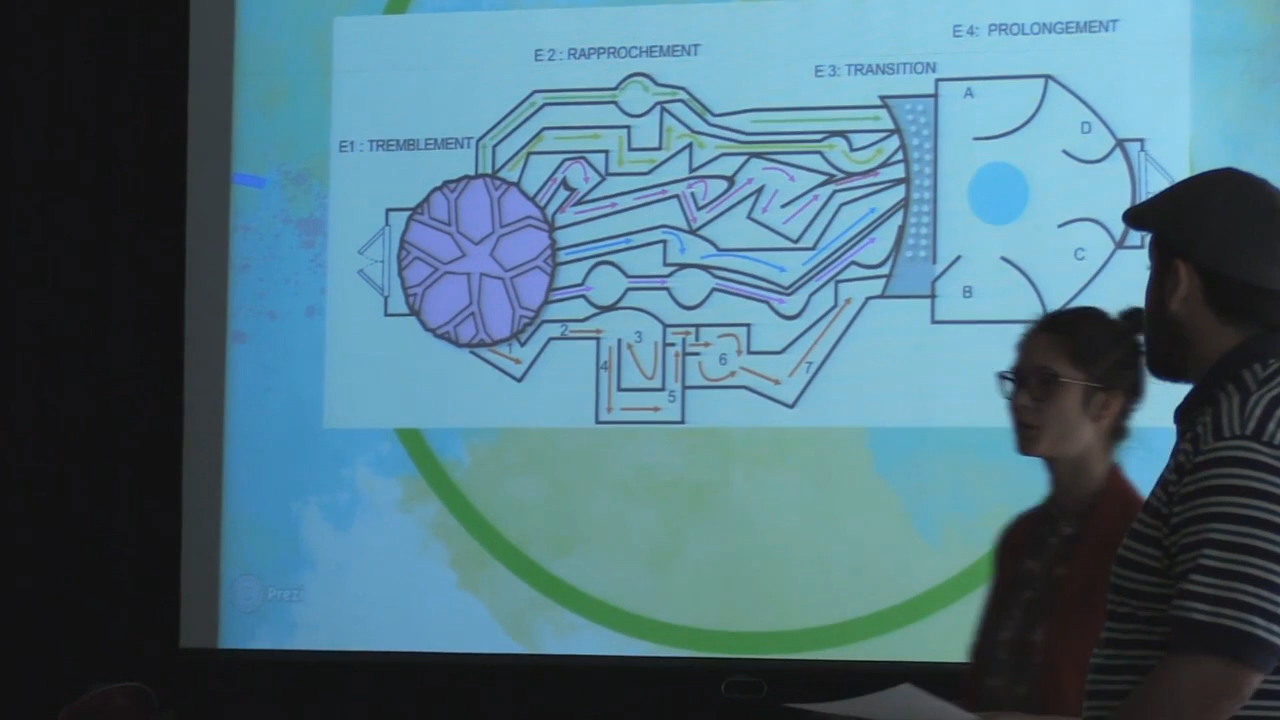 E 4: PROLONGEMENT
E 2 : RAPPROCHEMENT
E 3: TRANSITION
E1 : TREMBLEMENT
A
D
C
B
1
2
3
4
5
6
7
Prezi